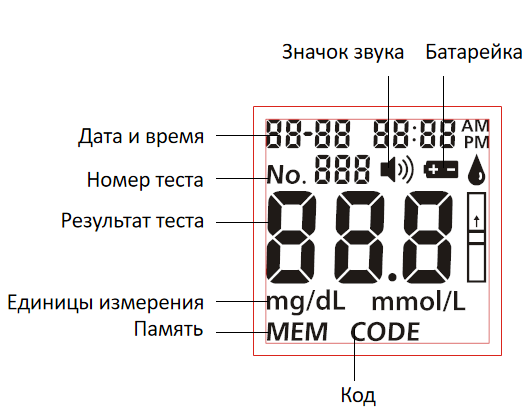 Значок звука Батарейка
Дата и время 88-88 88:88 AM PM
Номер теста No. 888
Результат теста 88.8
Единицы измерения mg/dL mmol/L
Память MEM CODE
Код